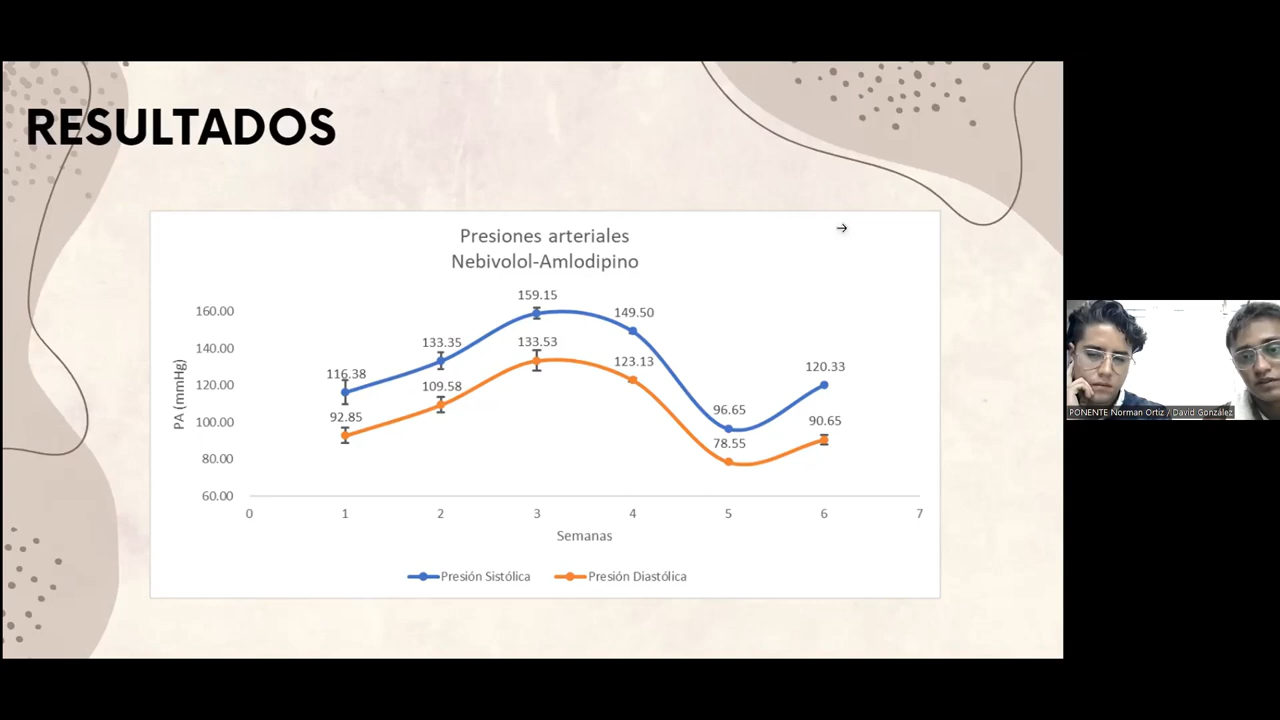 RESULTADOS
Presiones arteriales
Nebivolol-Amlodipino
PA (mmHg)
160.00
140.00
120.00
100.00
80.00
60.00
116.38
133.35
159.15
149.50
96.65
120.33
92.85
109.58
133.53
123.13
78.55
90.65
0 1 2 3 4 5 6 7
Semanas
Presión Sistólica Presión Diastólica
PONENTE Norman Ortiz / David González